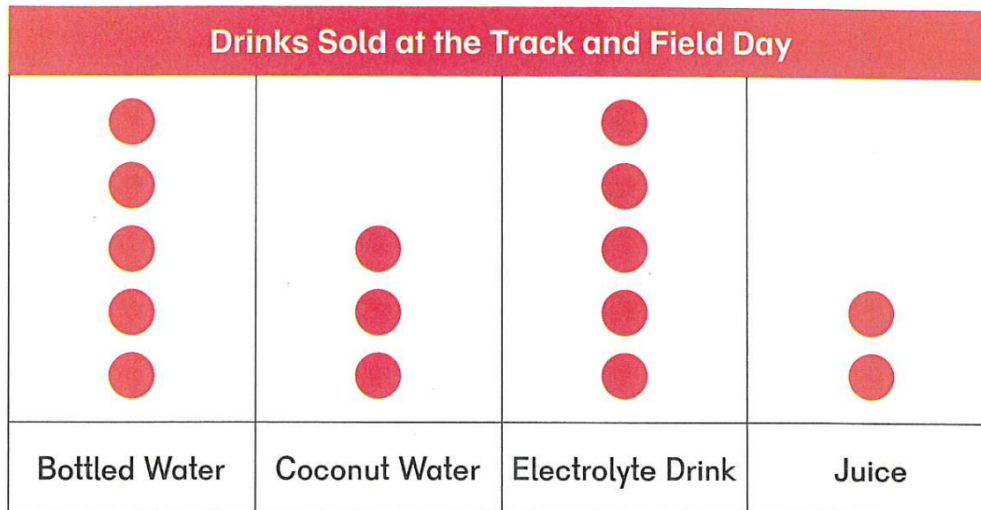 Drinks Sold at the Track and Field Day
Bottled Water
Coconut Water
Electrolyte Drink
Juice